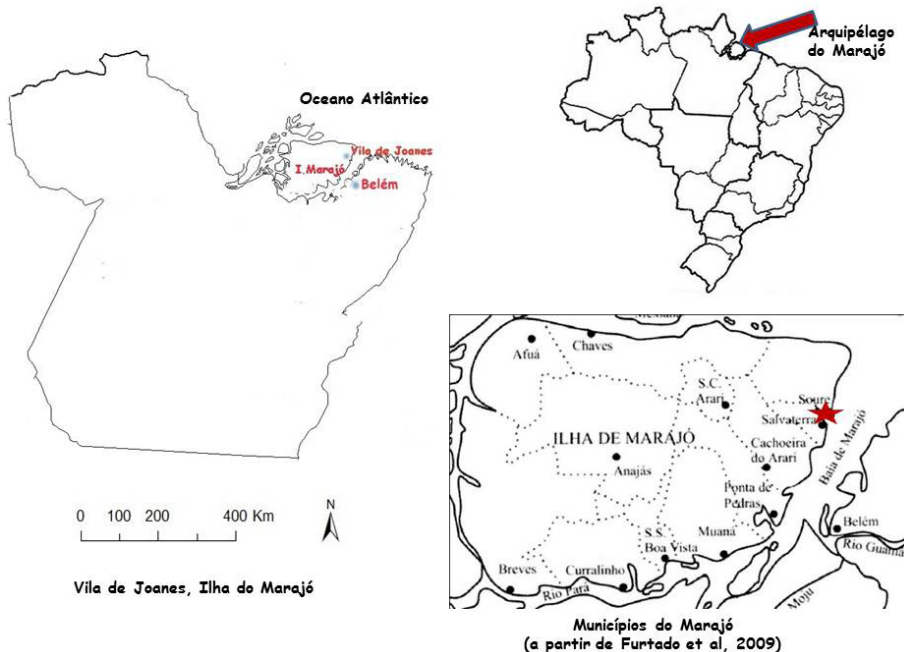 Oceano Atlântico
Vila de Joanes
I.Marajó
Belém
0 100 200 400 Km
N
Vila de Joanes, Ilha do Marajó
Arquipélago
do Marajó
Afuá
Chaves
S.C.
Arari
Soure
Salvaterra
ILHA DE MARAJÓ
Cachoeira
do Arari
Baía de Marajó
Anajás
Ponta de
Pedras
S.S.
Boa Vista
Muaná
Belém
Rio Guamá
Breves
Curralinho
Rio Pará
Moju
Municípios do Marajó
(a partir de Furtado et al, 2009)